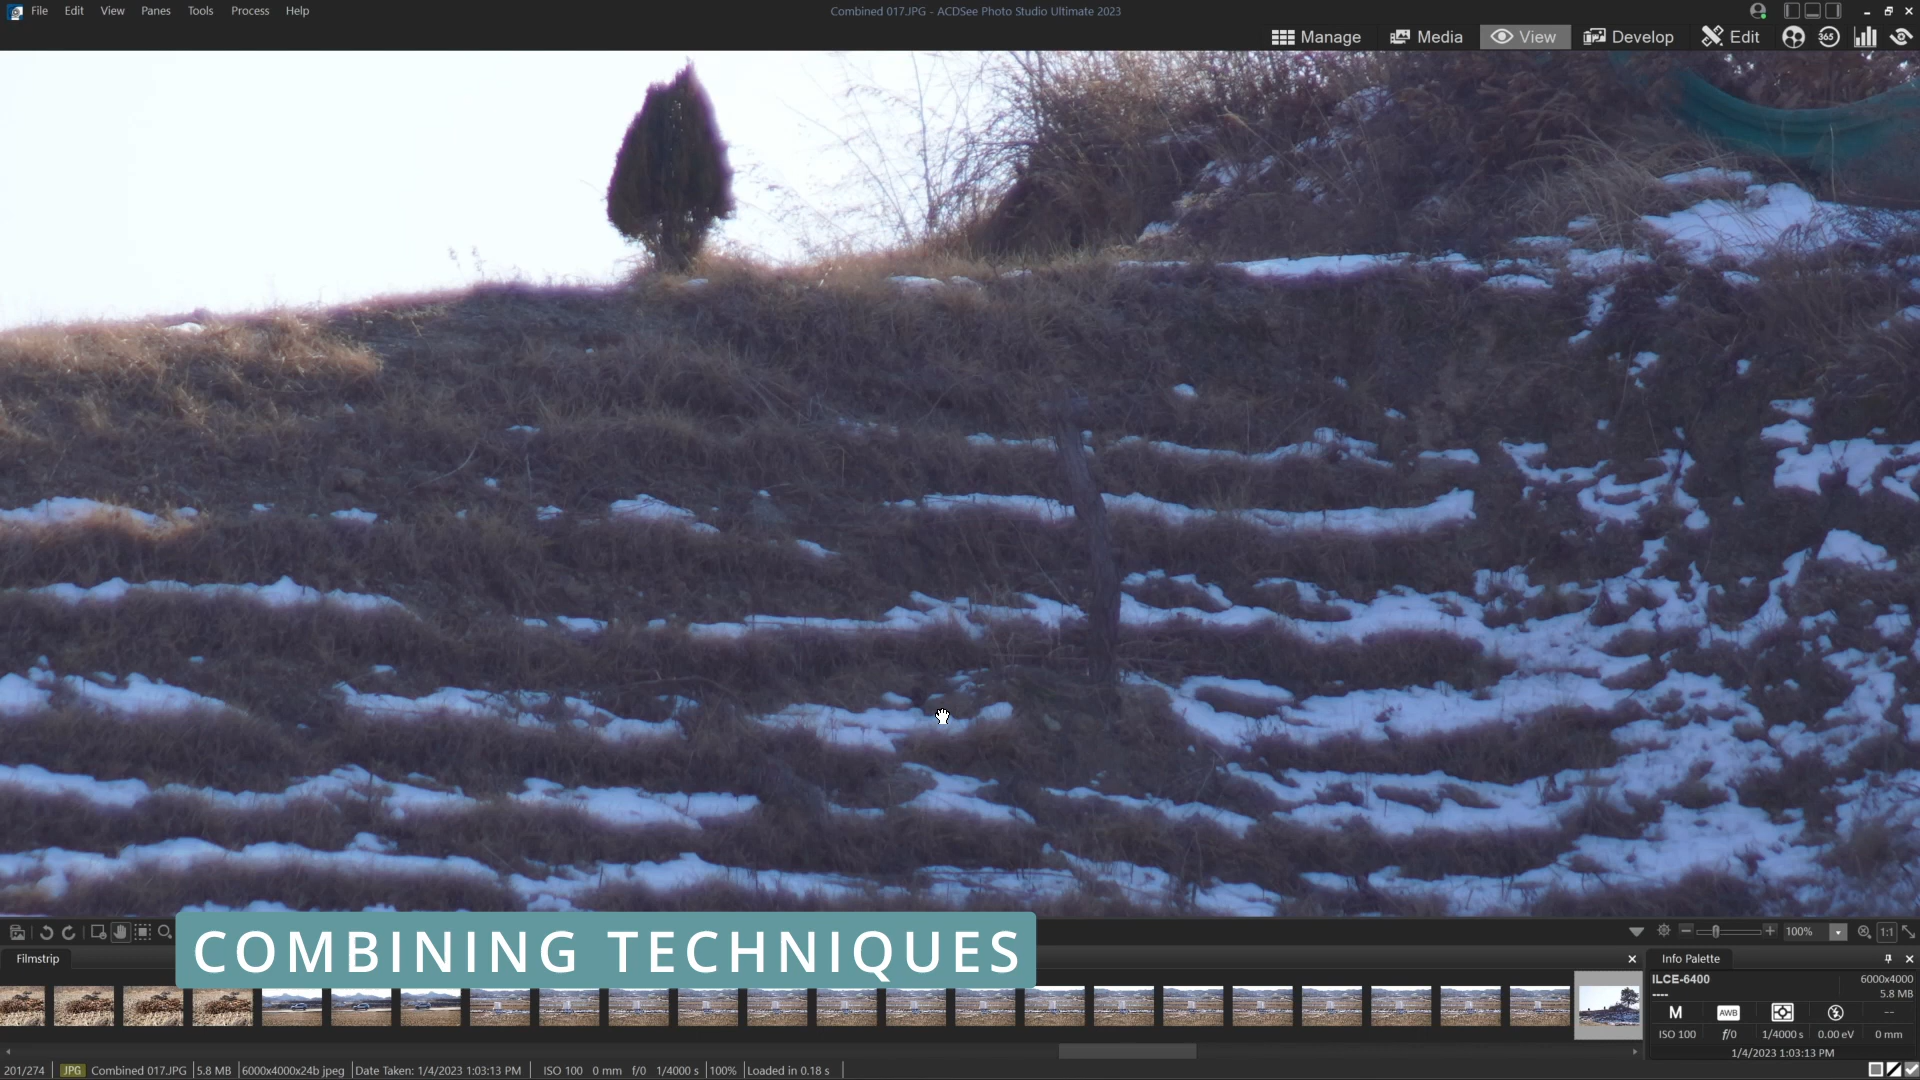 File Edit View Panes Tools Process Help
Combined 017.JPG - ACDSee Photo Studio Ultimate 2023
Manage Media View Develop Edit 365
COMBINING TECHNIQUES
100% 1:1
Filmstrip
Info Palette
ILCE-6400 6000x4000
---- 5.8 MB
M AWB --
ISO 100 f/0 1/4000 s 0.00 eV 0 mm
1/4/2023 1:03:13 PM
201/274 JPG Combined 017.JPG 5.8 MB 6000x4000x24b jpeg Date Taken: 1/4/2023 1:03:13 PM ISO 100 0 mm f/0 1/4000 s 100% Loaded in 0.18 s